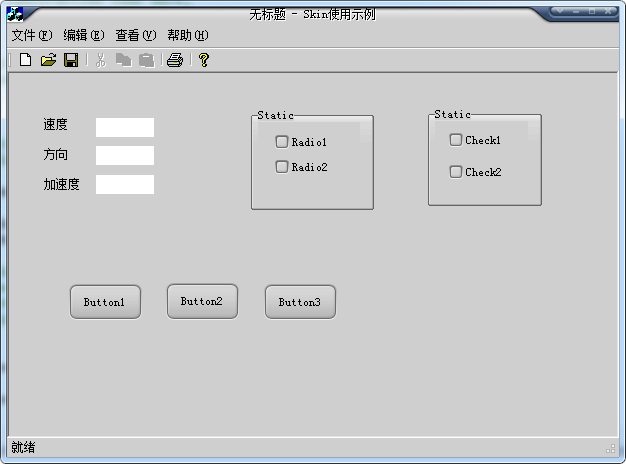 无标题 - Skin使用示例
文件(F) 编辑(E) 查看(V) 帮助(H)
速度
方向
加速度
Static
Radio1
Radio2
Static
Check1
Check2
Button1 Button2 Button3
就绪